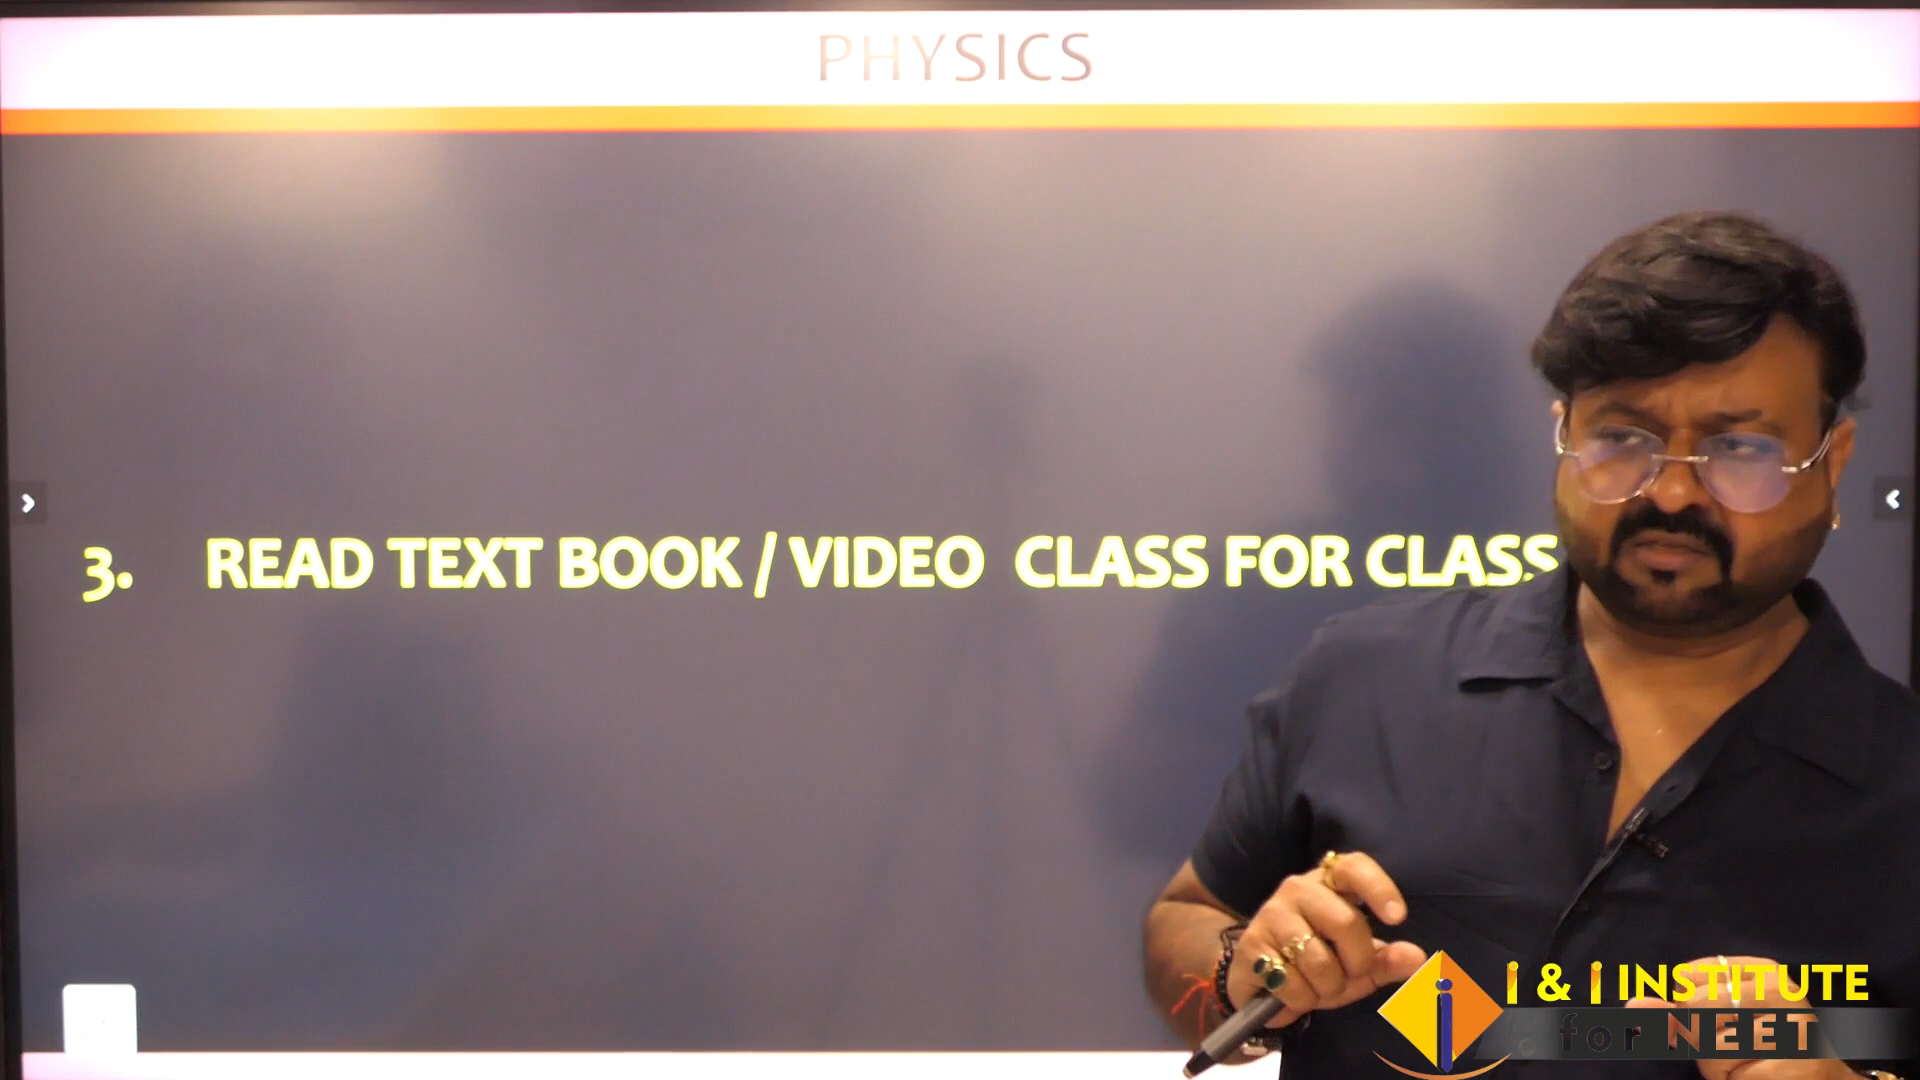 PHYSICS
3. READ TEXT BOOK / VIDEO CLASS FOR CLASS
i & i INSTITUTE
for NEET